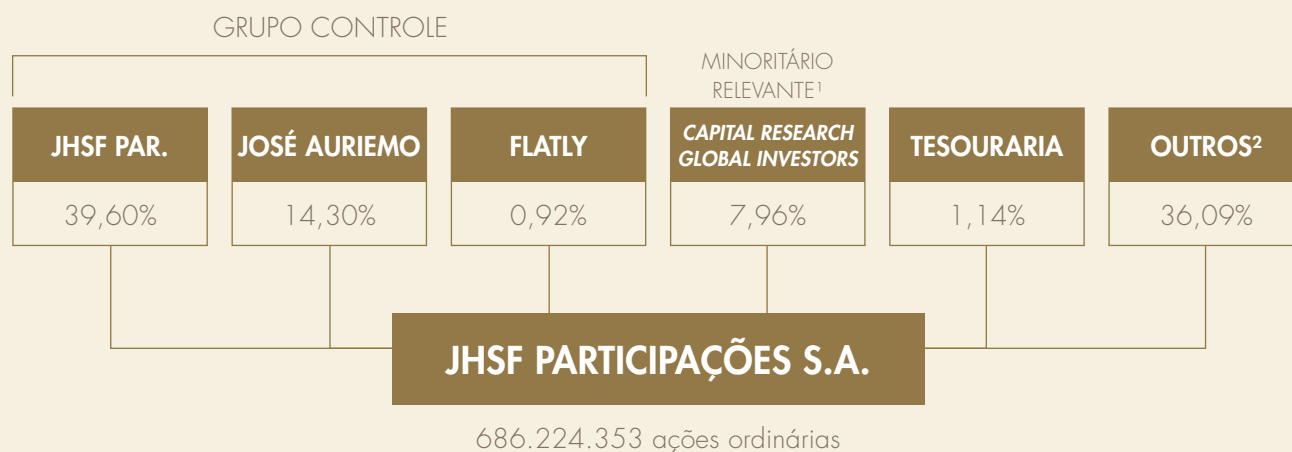 GRUPO CONTROLE
MINORITÁRIO
RELEVANTE¹
JHSF PAR.
JOSÉ AURIEMO
FLATLY
CAPITAL RESEARCH
GLOBAL INVESTORS
TESOURARIA
OUTROS²
39,60%
14,30%
0,92%
7,96%
1,14%
36,09%
JHSF PARTICIPAÇÕES S.A.
686.224.353 ações ordinárias